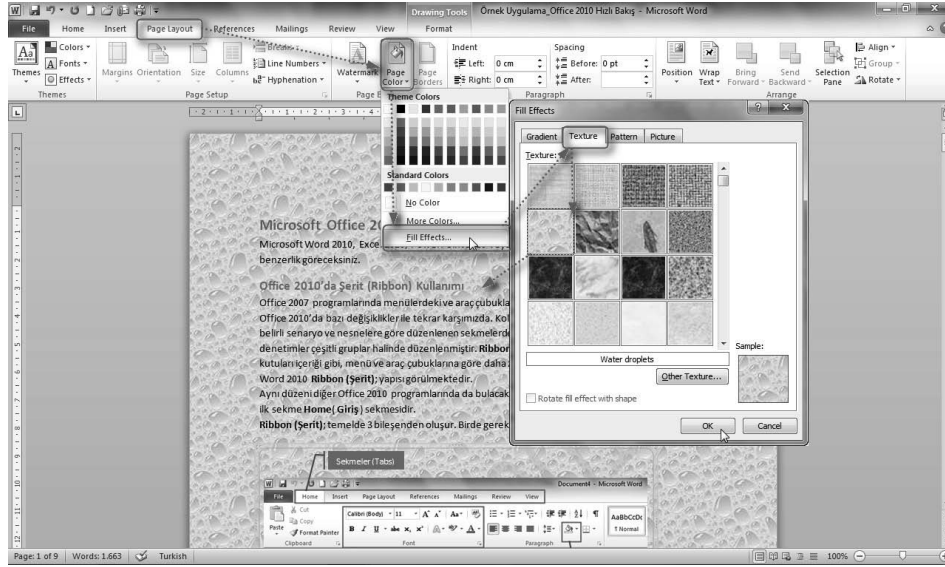 Drawing Tools Örnek Uygulama_Office 2010 Hızlı Bakış - Microsoft Word
File Home Insert Page Layout References Mailings Review View Format
Themes
Colors
Fonts
Effects
Themes
Margins Orientation Size Columns
Breaks
Line Numbers
Hyphenation
Page Setup
Watermark Page Color Page Borders
Indent
Left: 0 cm
Right: 0 cm
Spacing
Before: 0 pt
After:
Paragraph
Position Wrap Text Bring Forward Send Backward Selection Pane
Align
Group
Rotate
Arrange
Theme Colors
Standard Colors
No Color
More Colors...
Fill Effects...
Fill Effects
Gradient Texture Pattern Picture
Texture:
Water droplets
Other Texture...
Sample:
Rotate fill effect with shape
OK Cancel
Microsoft Office 20
Microsoft Word 2010, Exce
benzerlik göreceksiniz.
Office 2010'da Şerit (Ribbon) Kullanımı
Office 2007 programlarında menülerdeki ve araç çubukla
Office 2010'da bazı değişiklikler ile tekrar karşımızda. Kol
belirli senaryo ve nesnelere göre düzenlenen sekmelerd
denetimler çeşitli gruplar halinde düzenlenmiştir. Ribbon
kutuları içeriği gibi, menü ve araç çubuklarına göre daha
Word 2010 Ribbon (Şerit); yapısı görülmektedir.
Aynı düzeni diğer Office 2010 programlarında da bulacak
ilk sekme Home( Giriş ) sekmesidir.
Ribbon (Şerit); temelde 3 bileşenden oluşur. Birde gerek
Sekmeler (Tabs)
Document4 - Microsoft Word
File Home Insert Page Layout References Mailings Review View
Paste
Cut
Copy
Format Painter
Clipboard
Calibri (Body) 11
Font
Paragraph
AaBbCcDc
¶ Normal
Page: 1 of 9 Words: 1.663 Turkish 100%